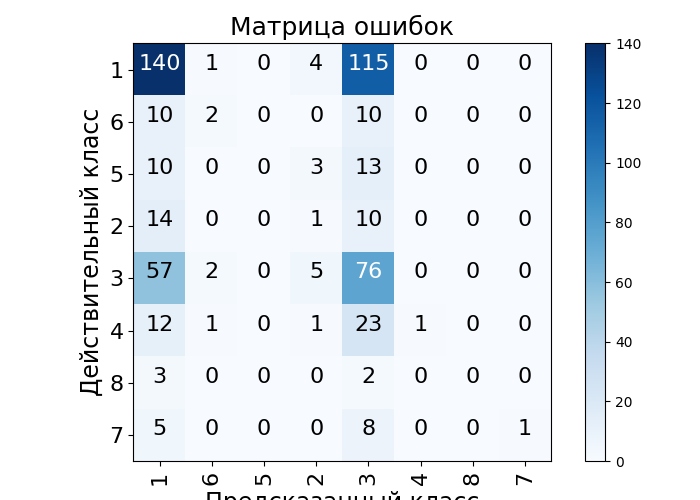 Матрица ошибок
Действительный класс
1 140 1 0 4 115 0 0 0
6 10 2 0 0 10 0 0 0
5 10 0 0 3 13 0 0 0
2 14 0 0 1 10 0 0 0
3 57 2 0 5 76 0 0 0
4 12 1 0 1 23 1 0 0
8 3 0 0 0 2 0 0 0
7 5 0 0 0 8 0 0 1
1 6 5 2 3 4 8 7
Предсказанный класс
140
120
100
80
60
40
20
0